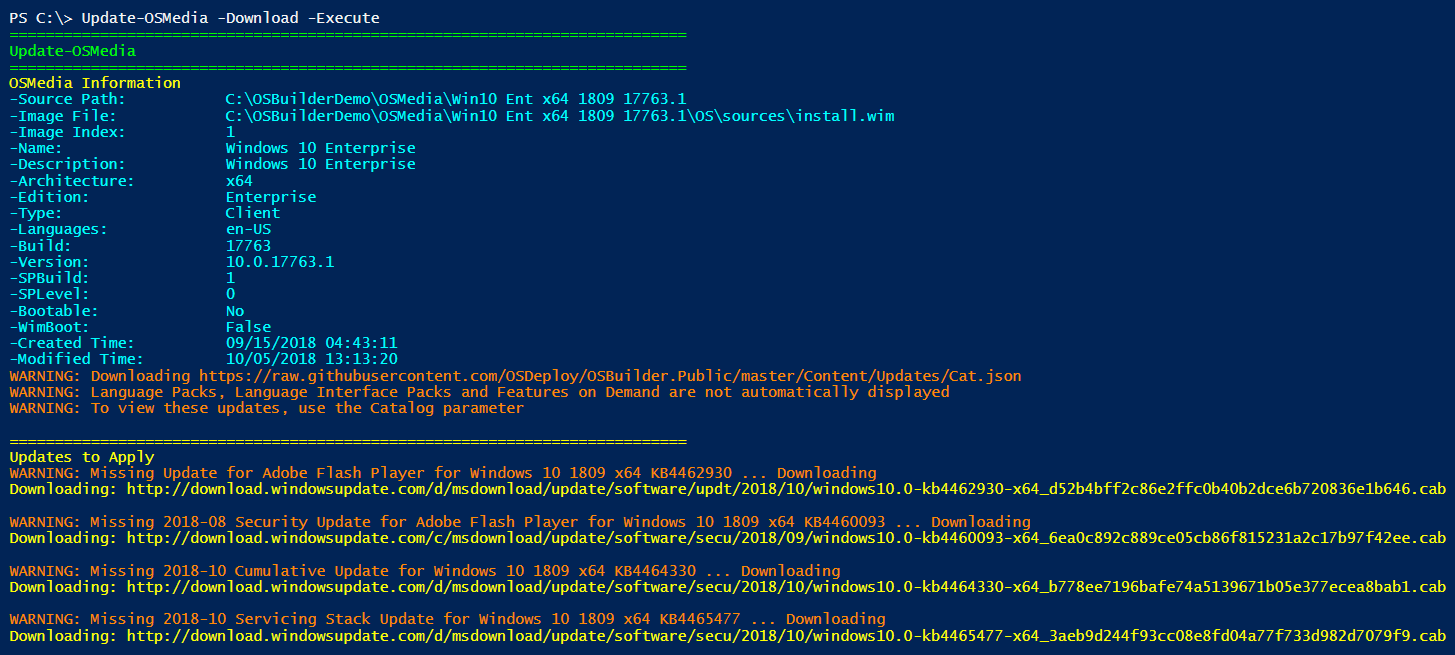 PS C:\> Update-OSMedia -Download -Execute
===========================================================================
Update-OSMedia
===========================================================================
OSMedia Information
-Source Path: C:\OSBuilderDemo\OSMedia\Win10 Ent x64 1809 17763.1
-Image File: C:\OSBuilderDemo\OSMedia\Win10 Ent x64 1809 17763.1\OS\sources\install.wim
-Image Index: 1
-Name: Windows 10 Enterprise
-Description: Windows 10 Enterprise
-Architecture: x64
-Edition: Enterprise
-Type: Client
-Languages: en-US
-Build: 17763
-Version: 10.0.17763.1
-SPBuild: 1
-SPLevel: 0
-Bootable: No
-WimBoot: False
-Created Time: 09/15/2018 04:43:11
-Modified Time: 10/05/2018 13:13:20
WARNING: Downloading https://raw.githubusercontent.com/OSDeploy/OSBuilder.Public/master/Content/Updates/Cat.json
WARNING: Language Packs, Language Interface Packs and Features on Demand are not automatically displayed
WARNING: To view these updates, use the Catalog parameter
===========================================================================
Updates to Apply
WARNING: Missing Update for Adobe Flash Player for Windows 10 1809 x64 KB4462930 ... Downloading
Downloading: http://download.windowsupdate.com/d/msdownload/update/software/updt/2018/10/windows10.0-kb4462930-x64_d52b4bff2c86e2ffc0b40b2dce6b720836e1b646.cab
WARNING: Missing 2018-08 Security Update for Adobe Flash Player for Windows 10 1809 x64 KB4460093 ... Downloading
Downloading: http://download.windowsupdate.com/c/msdownload/update/software/secu/2018/09/windows10.0-kb4460093-x64_6ea0c892c889ce05cb86f815231a2c17b97f42ee.cab
WARNING: Missing 2018-10 Cumulative Update for Windows 10 1809 x64 KB4464330 ... Downloading
Downloading: http://download.windowsupdate.com/d/msdownload/update/software/secu/2018/10/windows10.0-kb4464330-x64_b778ee7196bafe74a5139671b05e377ecea8bab1.cab
WARNING: Missing 2018-10 Servicing Stack Update for Windows 10 1809 x64 KB4465477 ... Downloading
Downloading: http://download.windowsupdate.com/d/msdownload/update/software/secu/2018/10/windows10.0-kb4465477-x64_3aeb9d244f93cc08e8fd04a77f733d982d7079f9.cab